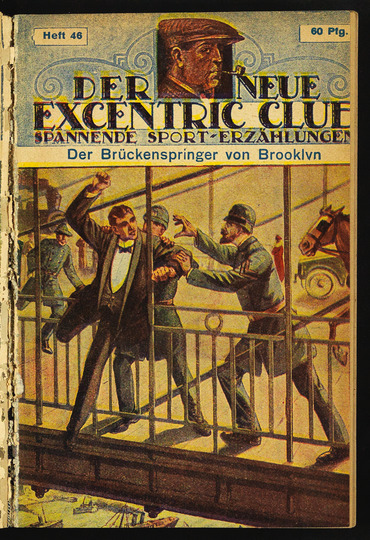 Heft 46
60 Pfg.
DER NEUE
EXCENTRIC CLUB
SPANNENDE SPORT-ERZÄHLUNGEN
Der Brückenspringer von Brooklyn